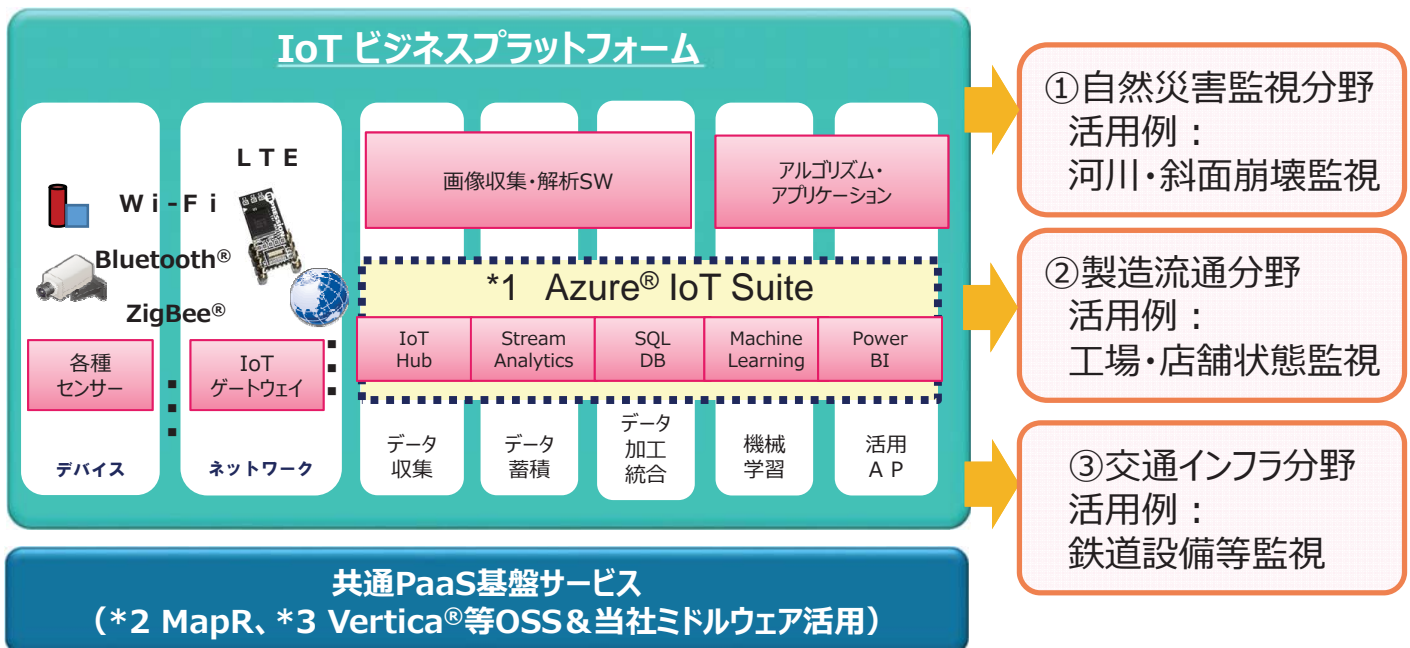 IoT ビジネスプラットフォーム
LTE
Wi-Fi
Bluetooth®
ZigBee®
各種
センサー
デバイス
IoT
ゲートウェイ
ネットワーク
画像収集・解析SW
アルゴリズム・
アプリケーション
*1 Azure® IoT Suite
IoT
Hub
Stream
Analytics
SQL
DB
Machine
Learning
Power
BI
データ
収集
データ
蓄積
データ
加工
統合
機械
学習
活用
AP
①自然災害監視分野
活用例：
河川・斜面崩壊監視
②製造流通分野
活用例：
工場・店舗状態監視
③交通インフラ分野
活用例：
鉄道設備等監視
共通PaaS基盤サービス
（*2 MapR、*3 Vertica®等OSS＆当社ミドルウェア活用）